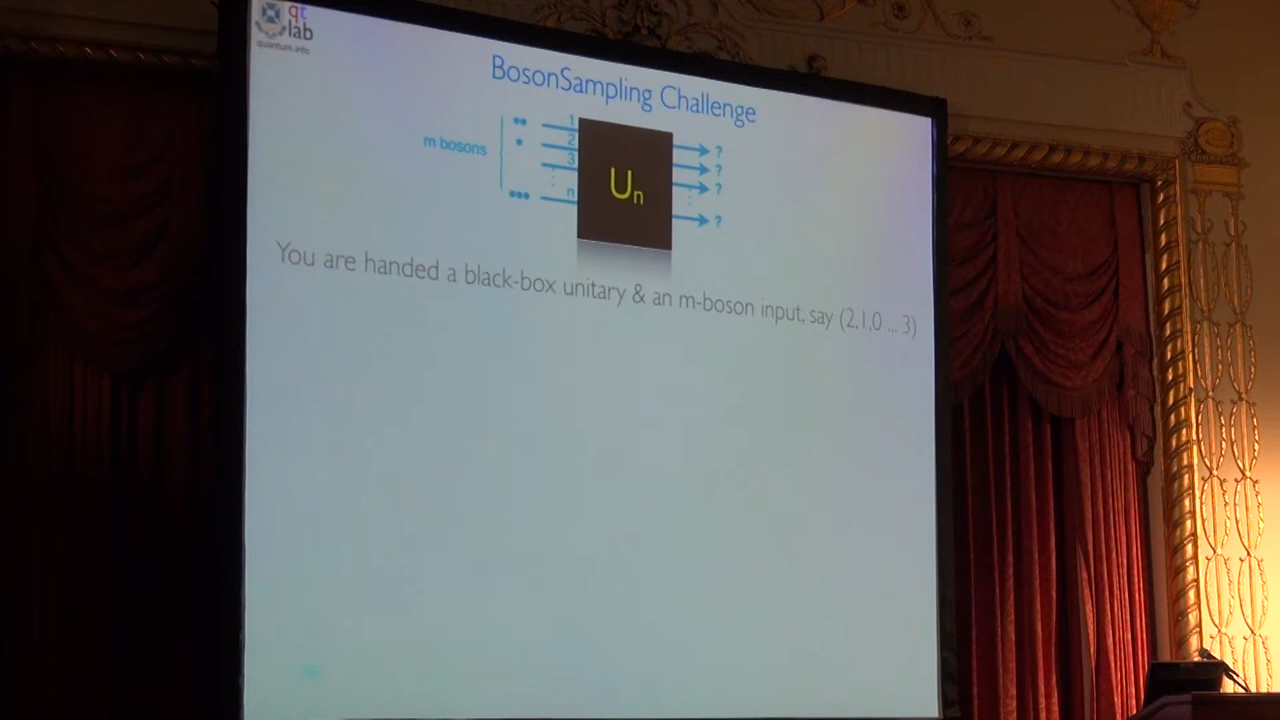 qt
lab
quantum.info
BosonSampling Challenge
m bosons
1
2
3
n
Un
?
?
?
?
You are handed a black-box unitary & an m-boson input, say (2,1,0 ... 3)